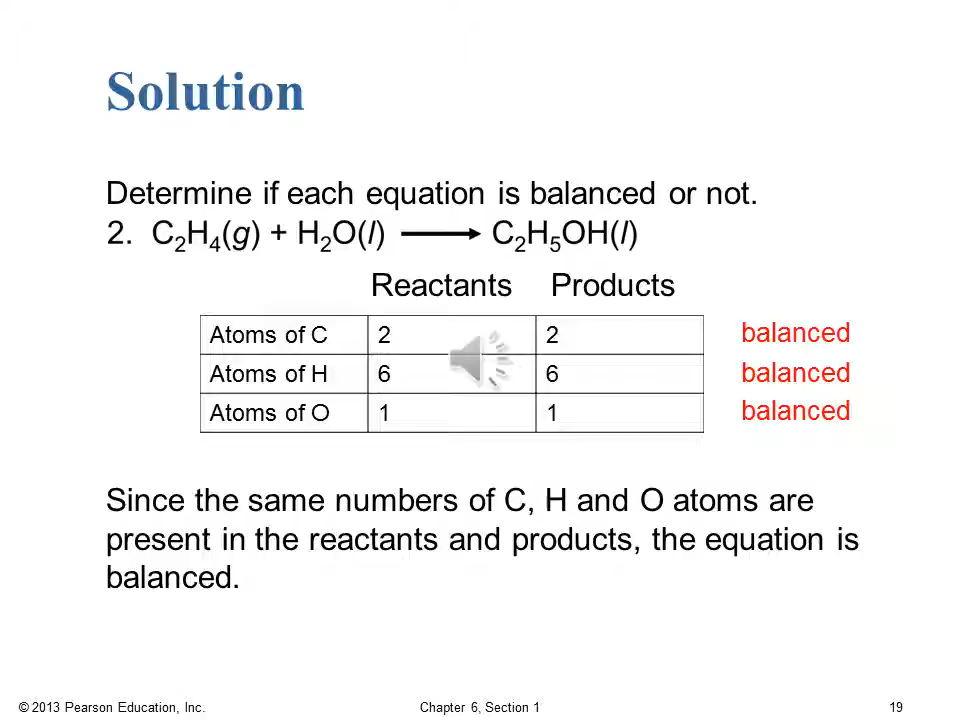 Solution
Determine if each equation is balanced or not.
2. C₂H₄(g) + H₂O(l) ⟶ C₂H₅OH(l)
Reactants Products
Atoms of C 2 2 balanced
Atoms of H 6 6 balanced
Atoms of O 1 1 balanced
Since the same numbers of C, H and O atoms are
present in the reactants and products, the equation is
balanced.
© 2013 Pearson Education, Inc. Chapter 6, Section 1 19